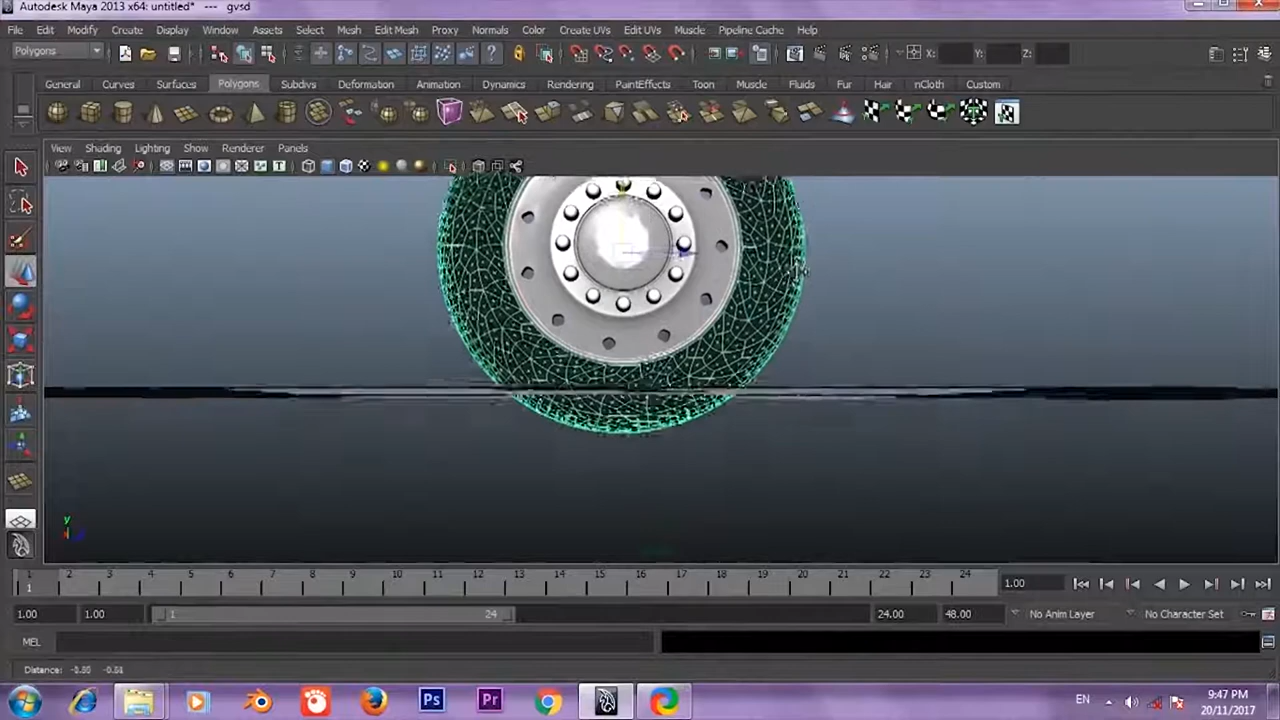 Autodesk Maya 2013 x64: untitled* --- gvsd
File Edit Modify Create Display Window Assets Select Mesh Edit Mesh Proxy Normals Color Create UVs Edit UVs Muscle Pipeline Cache Help
Polygons X: Y: Z:
General Curves Surfaces Polygons Subdivs Deformation Animation Dynamics Rendering PaintEffects Toon Muscle Fluids Fur Hair nCloth Custom
View Shading Lighting Show Renderer Panels
y
1 2 3 4 5 6 7 8 9 10 11 12 13 14 15 16 17 18 19 20 21 22 23 24
1 1.00
1.00 1.00 1 24 24.00 48.00 No Anim Layer No Character Set
MEL
Distance:
Ps Pr EN 9:47 PM
20/11/2017